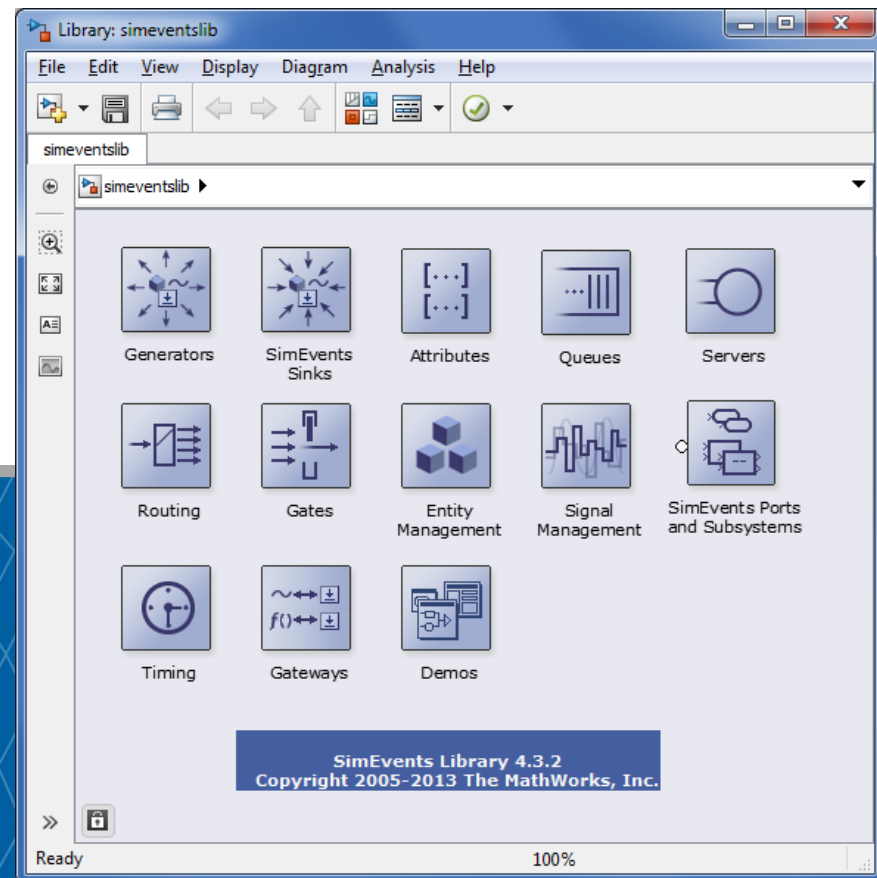 Library: simeventslib
File Edit View Display Diagram Analysis Help
simeventslib
simeventslib
Generators
SimEvents
Sinks
Attributes
Queues
Servers
Routing
Gates
Entity
Management
Signal
Management
SimEvents Ports
and Subsystems
Timing
Gateways
Demos
SimEvents Library 4.3.2
Copyright 2005-2013 The MathWorks, Inc.
Ready 100%